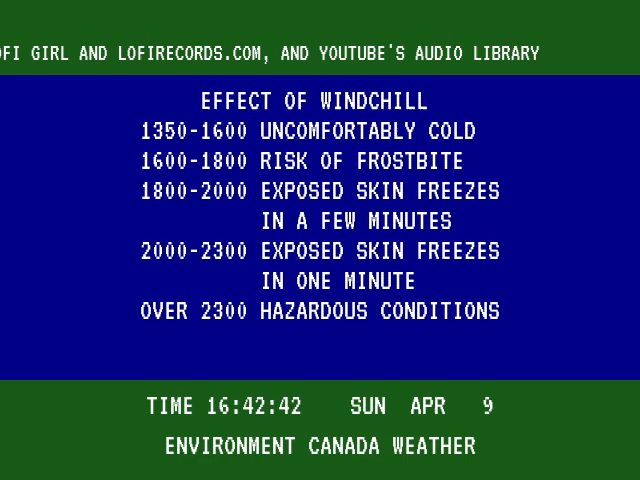 FI GIRL AND LOFIRECORDS.COM, AND YOUTUBE'S AUDIO LIBRARY
EFFECT OF WINDCHILL
1350-1600 UNCOMFORTABLY COLD
1600-1800 RISK OF FROSTBITE
1800-2000 EXPOSED SKIN FREEZES
IN A FEW MINUTES
2000-2300 EXPOSED SKIN FREEZES
IN ONE MINUTE
OVER 2300 HAZARDOUS CONDITIONS
TIME 16:42:42 SUN APR 9
ENVIRONMENT CANADA WEATHER